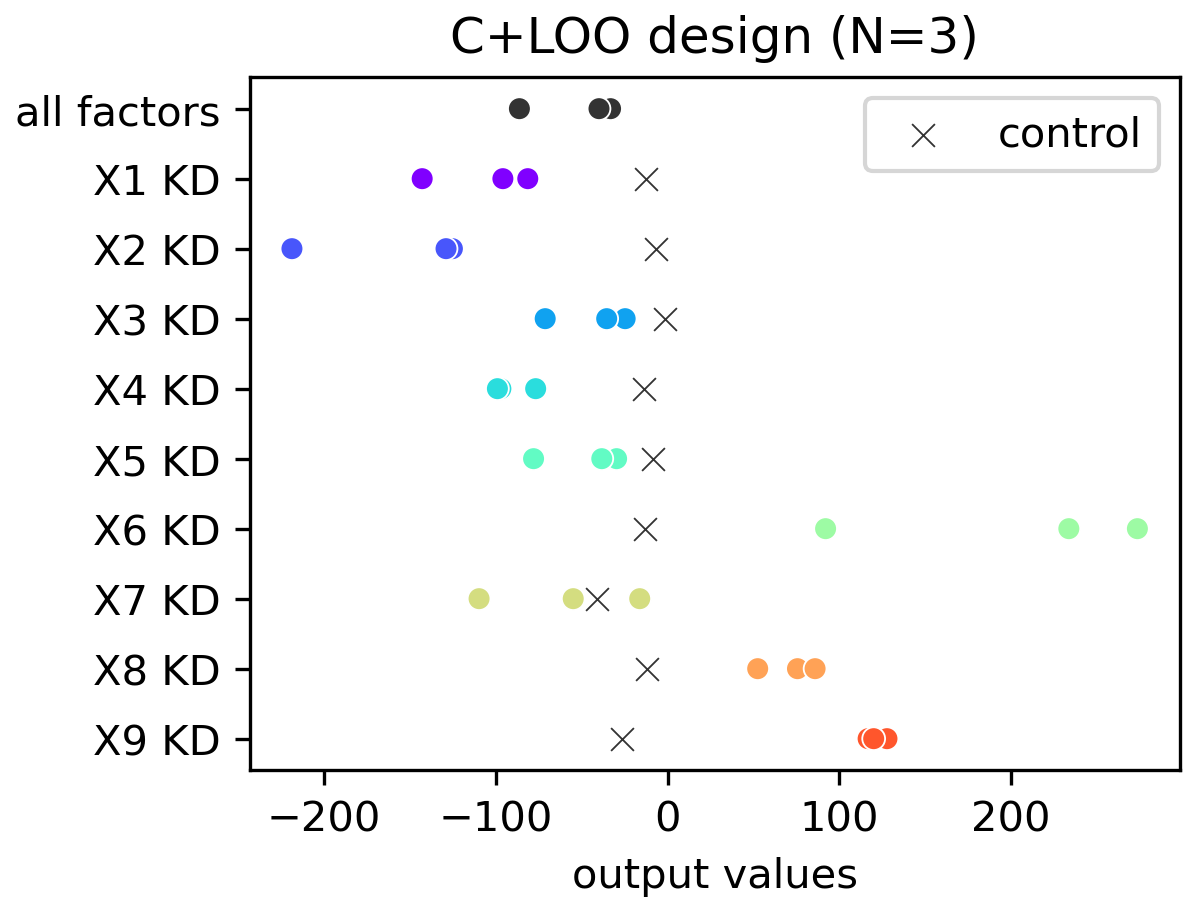 C+LOO design (N=3)
all factors
control
X1 KD
X2 KD
X3 KD
X4 KD
X5 KD
X6 KD
X7 KD
X8 KD
X9 KD
−200 −100 0 100 200
output values